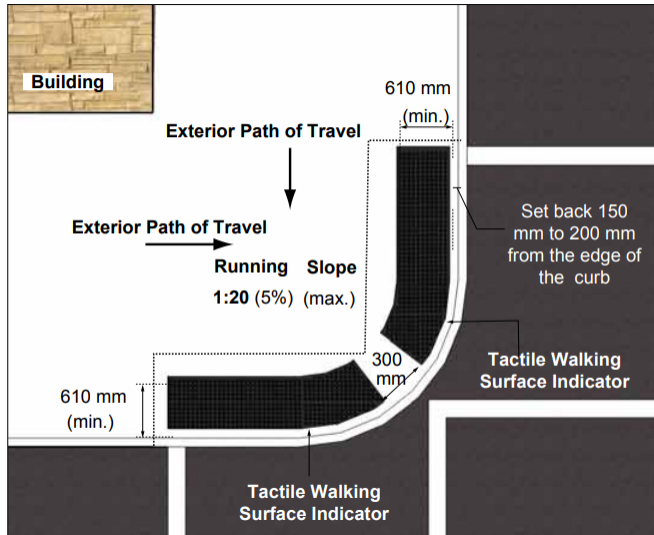 Building
610 mm
(min.)
Exterior Path of Travel
Exterior Path of Travel
Running Slope
1:20 (5%) (max.)
Set back 150
mm to 200 mm
from the edge of
the curb
300
mm
Tactile Walking
Surface Indicator
610 mm
(min.)
Tactile Walking
Surface Indicator